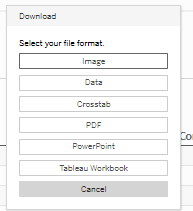 Download
Select your file format.
Image
Data
Crosstab
PDF
PowerPoint
Tableau Workbook
Cancel